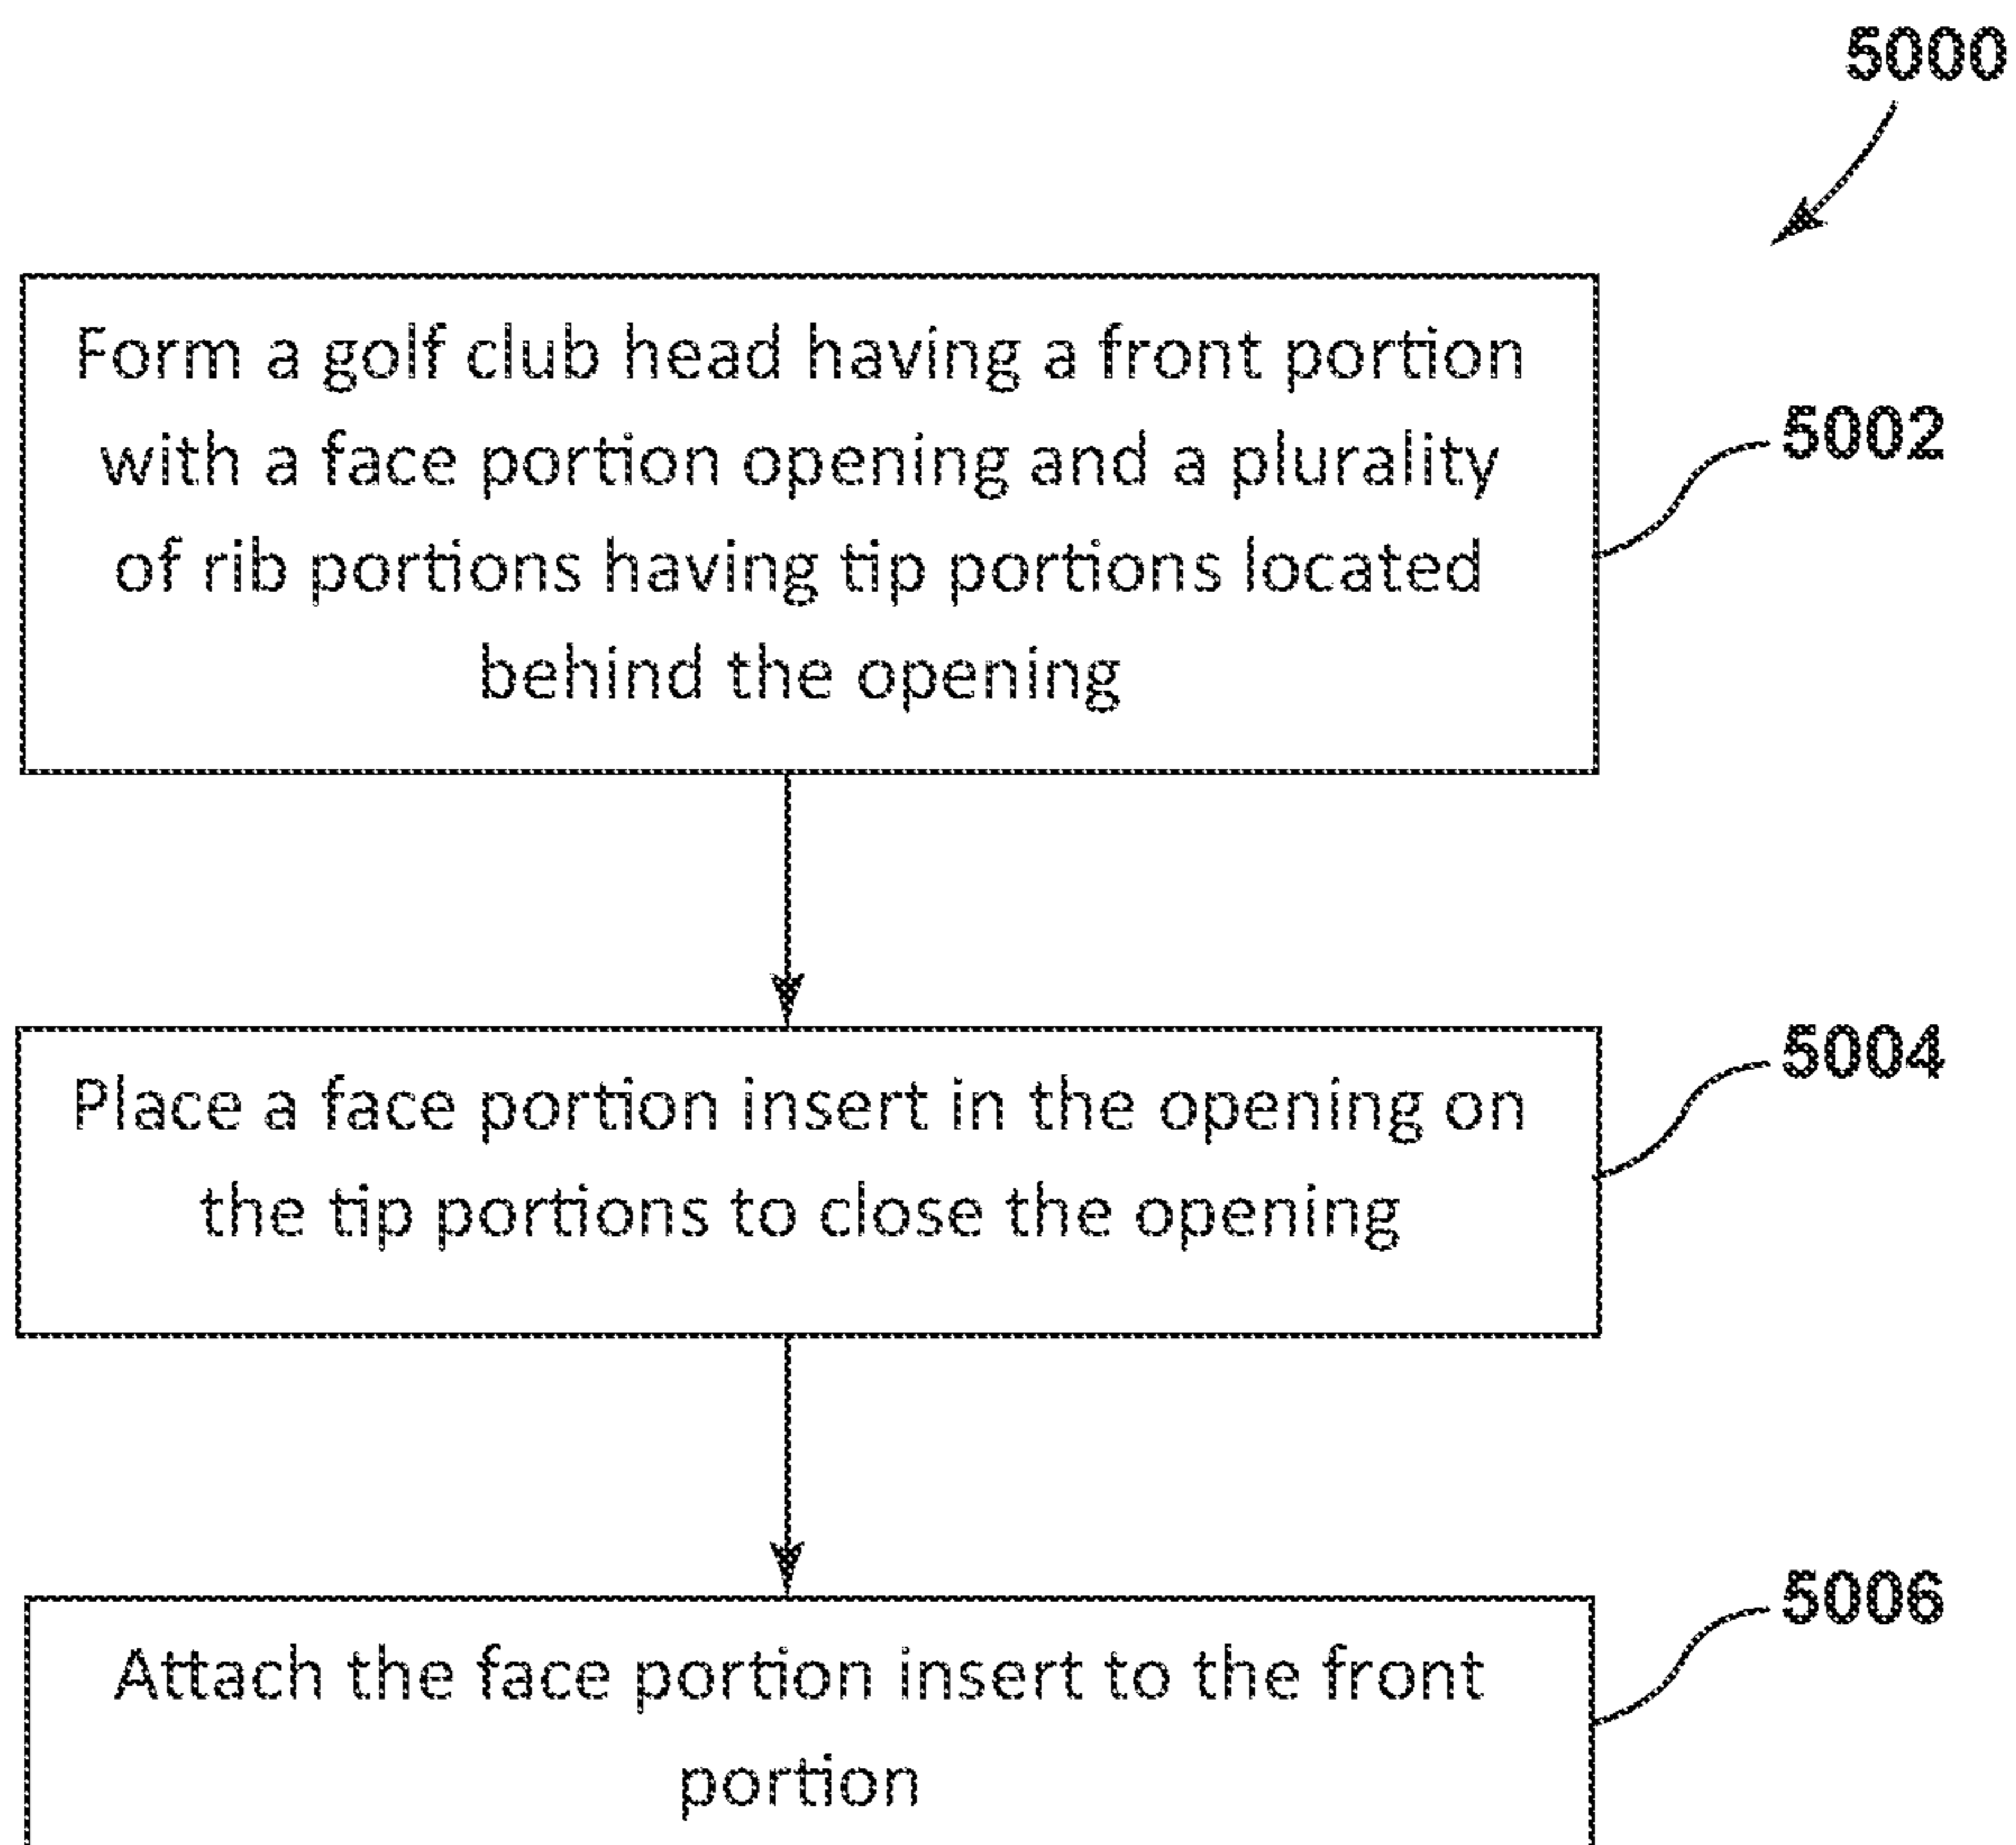 5000
Form a golf club head having a front portion
with a face portion opening and a plurality
of rib portions having tip portions located
behind the opening
5002
Place a face portion insert in the opening on
the tip portions to close the opening
5004
Attach the face portion insert to the front
portion
5006